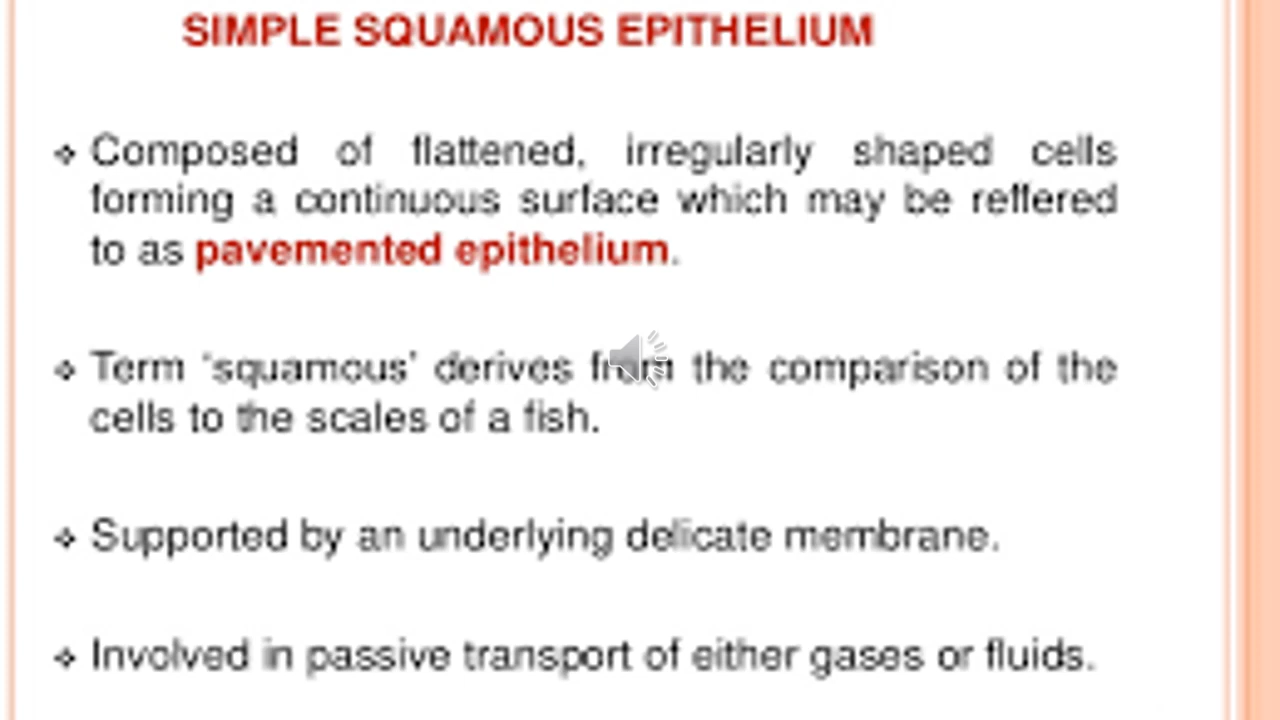 SIMPLE SQUAMOUS EPITHELIUM
Composed of flattened, irregularly shaped cells
forming a continuous surface which may be reffered
to as pavemented epithelium.
Term ‘squamous’ derives from the comparison of the
cells to the scales of a fish.
Supported by an underlying delicate membrane.
Involved in passive transport of either gases or fluids.